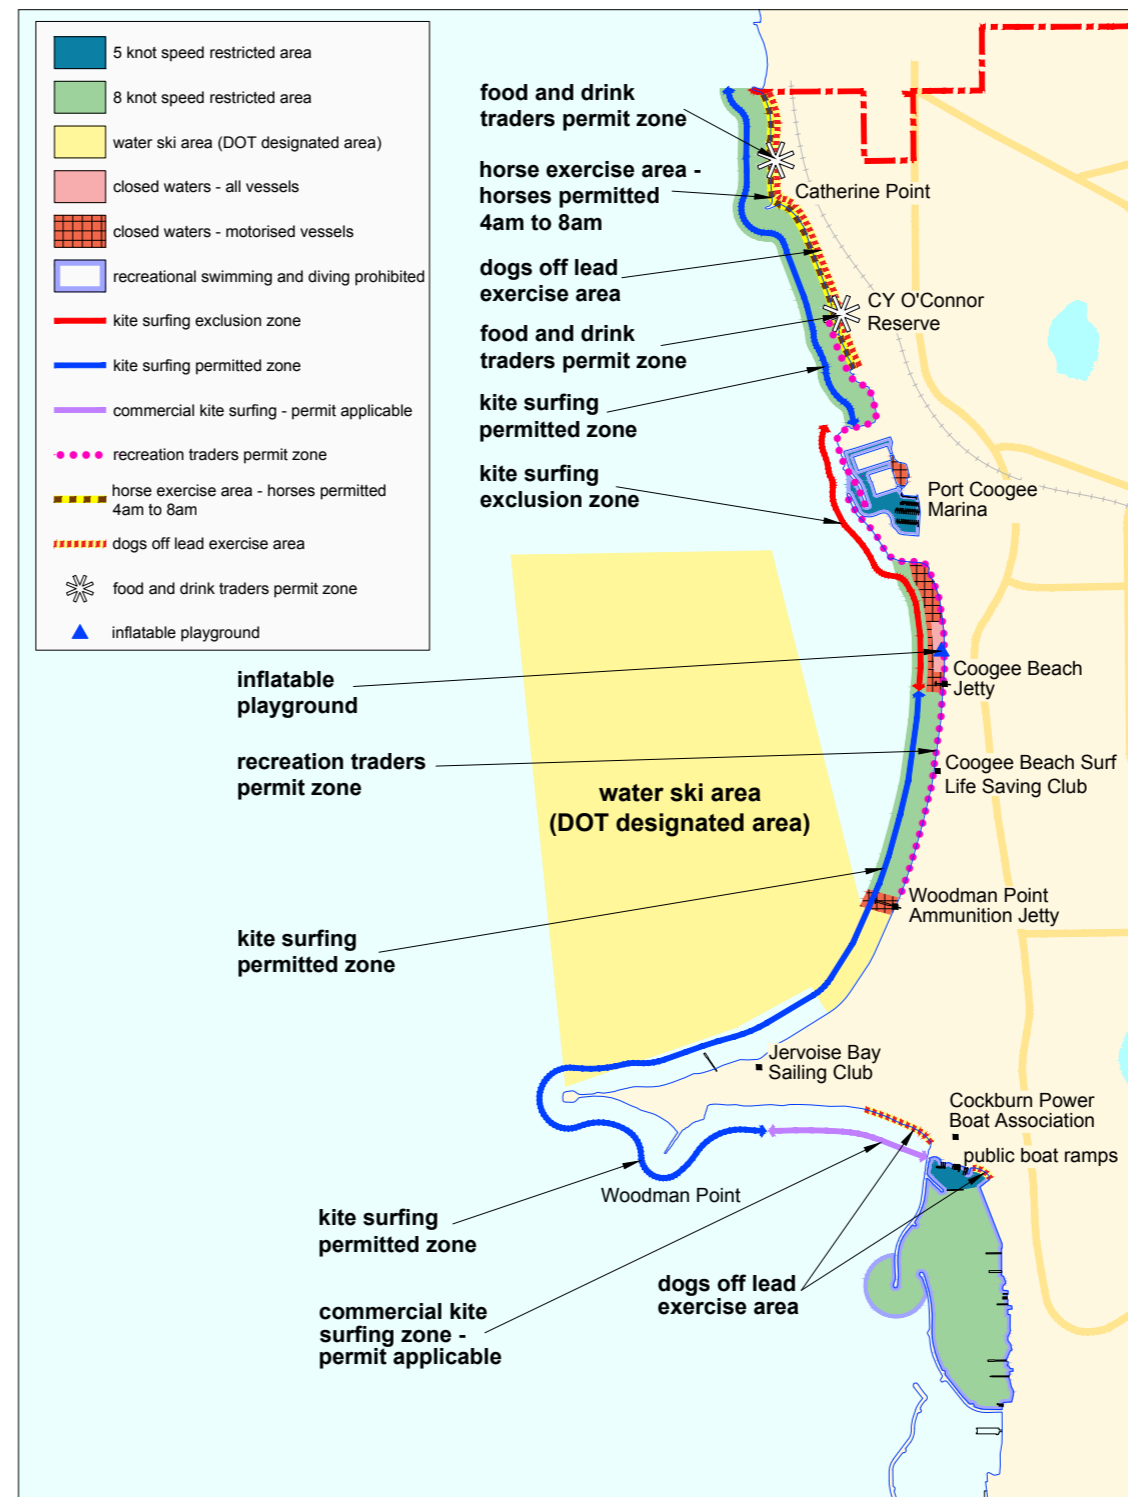 5 knot speed restricted area
8 knot speed restricted area
water ski area (DOT designated area)
closed waters - all vessels
closed waters - motorised vessels
recreational swimming and diving prohibited
kite surfing exclusion zone
kite surfing permitted zone
commercial kite surfing - permit applicable
recreation traders permit zone
horse exercise area - horses permitted
4am to 8am
dogs off lead exercise area
food and drink traders permit zone
inflatable playground
food and drink
traders permit zone
horse exercise area -
horses permitted
4am to 8am
Catherine Point
dogs off lead
exercise area
CY O'Connor
Reserve
food and drink
traders permit zone
kite surfing
permitted zone
kite surfing
exclusion zone
Port Coogee
Marina
inflatable
playground
Coogee Beach
Jetty
recreation traders
permit zone
Coogee Beach Surf
Life Saving Club
water ski area
(DOT designated area)
Woodman Point
Ammunition Jetty
kite surfing
permitted zone
Jervoise Bay
Sailing Club
Cockburn Power
Boat Association
public boat ramps
Woodman Point
kite surfing
permitted zone
dogs off lead
exercise area
commercial kite
surfing zone -
permit applicable